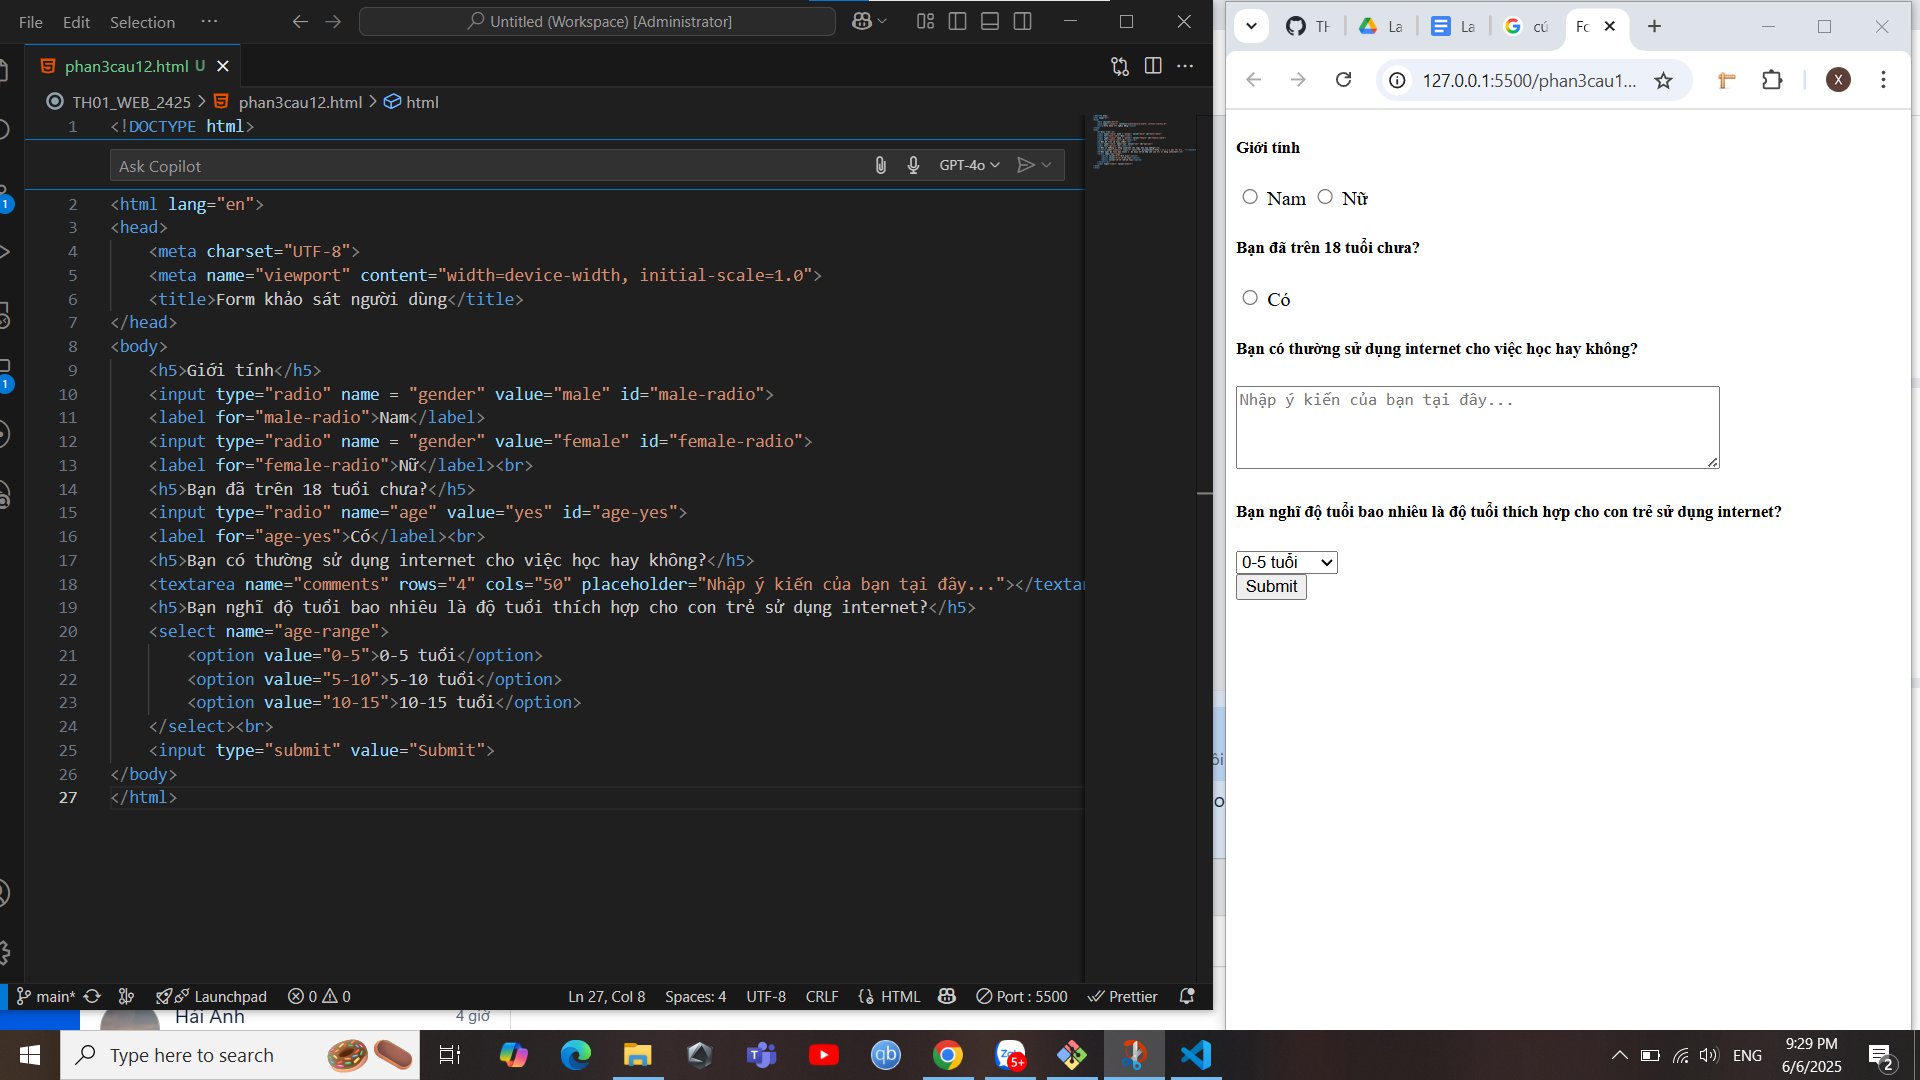 File Edit Selection ··· Untitled (Workspace) [Administrator]
phan3cau12.html U
TH01_WEB_2425 > phan3cau12.html > html
1 <!DOCTYPE html>
Ask Copilot GPT-4o
2 <html lang="en">
3 <head>
4 <meta charset="UTF-8">
5 <meta name="viewport" content="width=device-width, initial-scale=1.0">
6 <title>Form khảo sát người dùng</title>
7 </head>
8 <body>
9 <h5>Giới tính</h5>
10 <input type="radio" name = "gender" value="male" id="male-radio">
11 <label for="male-radio">Nam</label>
12 <input type="radio" name = "gender" value="female" id="female-radio">
13 <label for="female-radio">Nữ</label><br>
14 <h5>Bạn đã trên 18 tuổi chưa?</h5>
15 <input type="radio" name="age" value="yes" id="age-yes">
16 <label for="age-yes">Có</label><br>
17 <h5>Bạn có thường sử dụng internet cho việc học hay không?</h5>
18 <textarea name="comments" rows="4" cols="50" placeholder="Nhập ý kiến của bạn tại đây..."></textar
19 <h5>Bạn nghĩ độ tuổi bao nhiêu là độ tuổi thích hợp cho con trẻ sử dụng internet?</h5>
20 <select name="age-range">
21 <option value="0-5">0-5 tuổi</option>
22 <option value="5-10">5-10 tuổi</option>
23 <option value="10-15">10-15 tuổi</option>
24 </select><br>
25 <input type="submit" value="Submit">
26 </body>
27 </html>
main* Launchpad 0 0 Ln 27, Col 8 Spaces: 4 UTF-8 CRLF HTML Port : 5500 Prettier
Hải Anh 4 giờ
TH La La cú Fc
127.0.0.1:5500/phan3cau1... X
Giới tính
Nam Nữ
Bạn đã trên 18 tuổi chưa?
Có
Bạn có thường sử dụng internet cho việc học hay không?
Nhập ý kiến của bạn tại đây...
Bạn nghĩ độ tuổi bao nhiêu là độ tuổi thích hợp cho con trẻ sử dụng internet?
0-5 tuổi
Submit
Type here to search
qb
5+
ENG
9:29 PM
6/6/2025
2